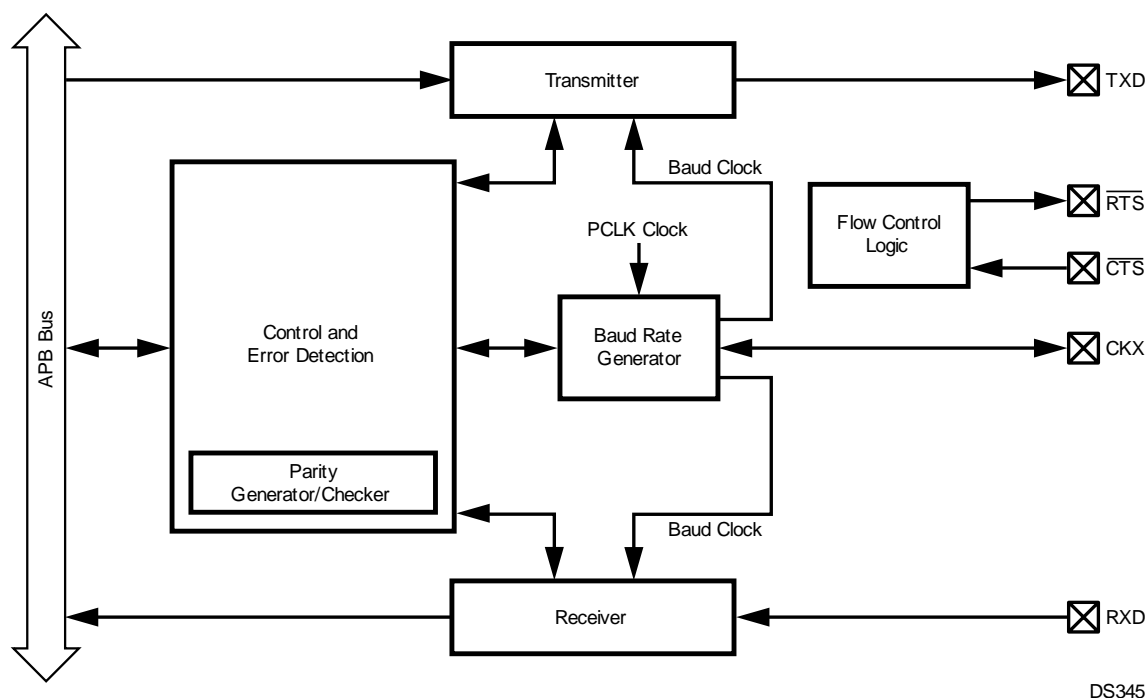 Transmitter
TXD
Baud Clock
RTS
PCLK Clock
Flow Control
Logic
CTS
APB Bus
Control and
Error Detection
Baud Rate
Generator
CKX
Parity
Generator/Checker
Baud Clock
Receiver
RXD
DS345